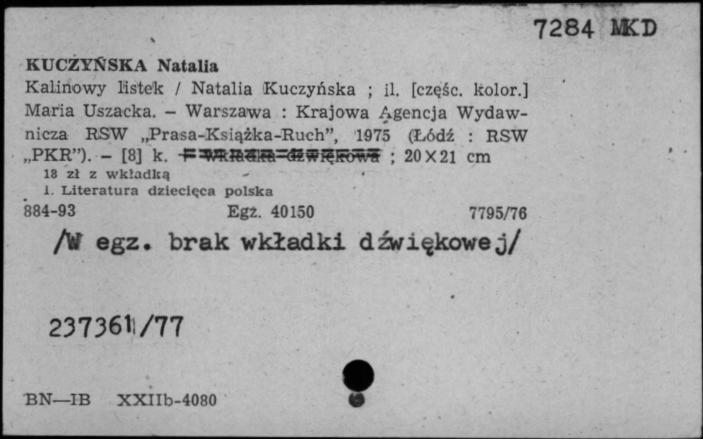 7284 MKD
KUCZYŃSKA Natalia
Kalinowy listek / Natalia Kuczyńska ; il. [częśc. kolor.]
Maria Uszacka. – Warszawa : Krajowa Agencja Wydaw-
nicza RSW „Prasa-Książka-Ruch”, 1975 (Łódź : RSW
„PKR”). – [8] k. + wkładka dźwiękowa ; 20×21 cm
18 zł z wkładką
1. Literatura dziecięca polska
884-93 Egz. 40150 7795/76
/W egz. brak wkładki dźwiękowej/
237361/77
BN—IB XXIIb-4080